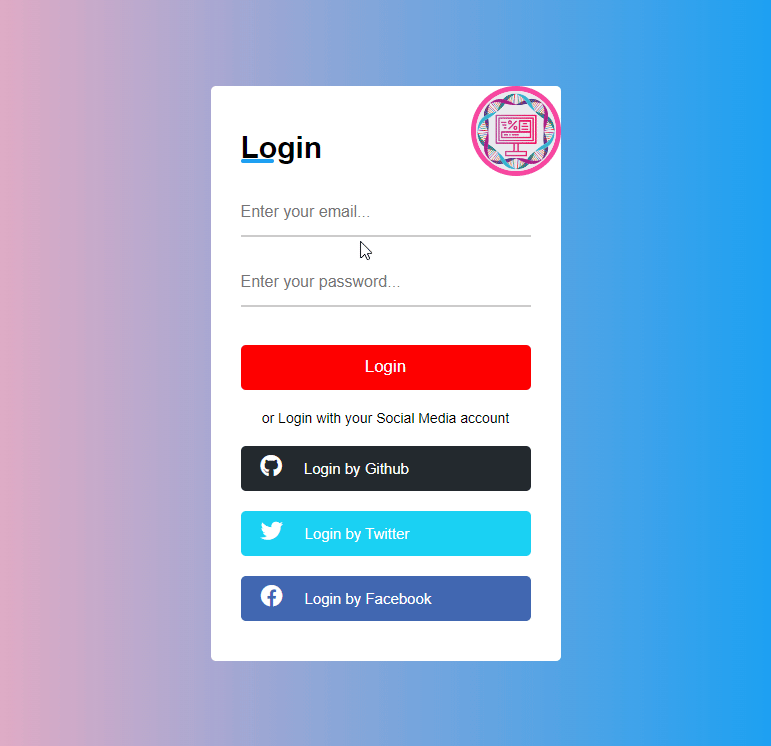 Login
Enter your email...
Enter your password...
Login
or Login with your Social Media account
Login by Github
Login by Twitter
Login by Facebook